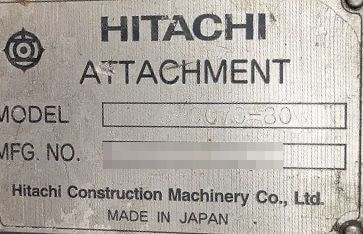 HITACHI
ATTACHMENT
MODEL
MFG. NO.
Hitachi Construction Machinery Co., Ltd.
MADE IN JAPAN